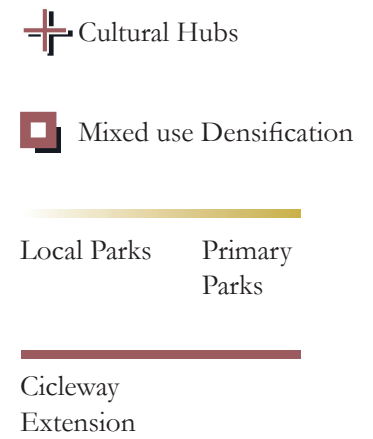 Cultural Hubs
Mixed use Densification
Local Parks
Primary
Parks
Cicleway
Extension